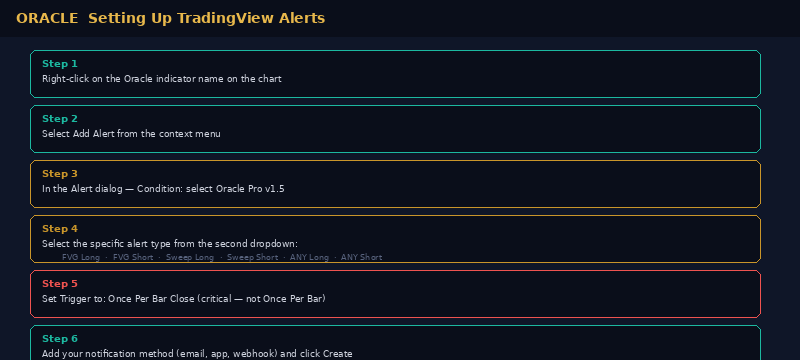 ORACLE Setting Up TradingView Alerts
Step 1
Right-click on the Oracle indicator name on the chart
Step 2
Select Add Alert from the context menu
Step 3
In the Alert dialog — Condition: select Oracle Pro v1.5
Step 4
Select the specific alert type from the second dropdown:
FVG Long · FVG Short · Sweep Long · Sweep Short · ANY Long · ANY Short
Step 5
Set Trigger to: Once Per Bar Close (critical — not Once Per Bar)
Step 6
Add your notification method (email, app, webhook) and click Create